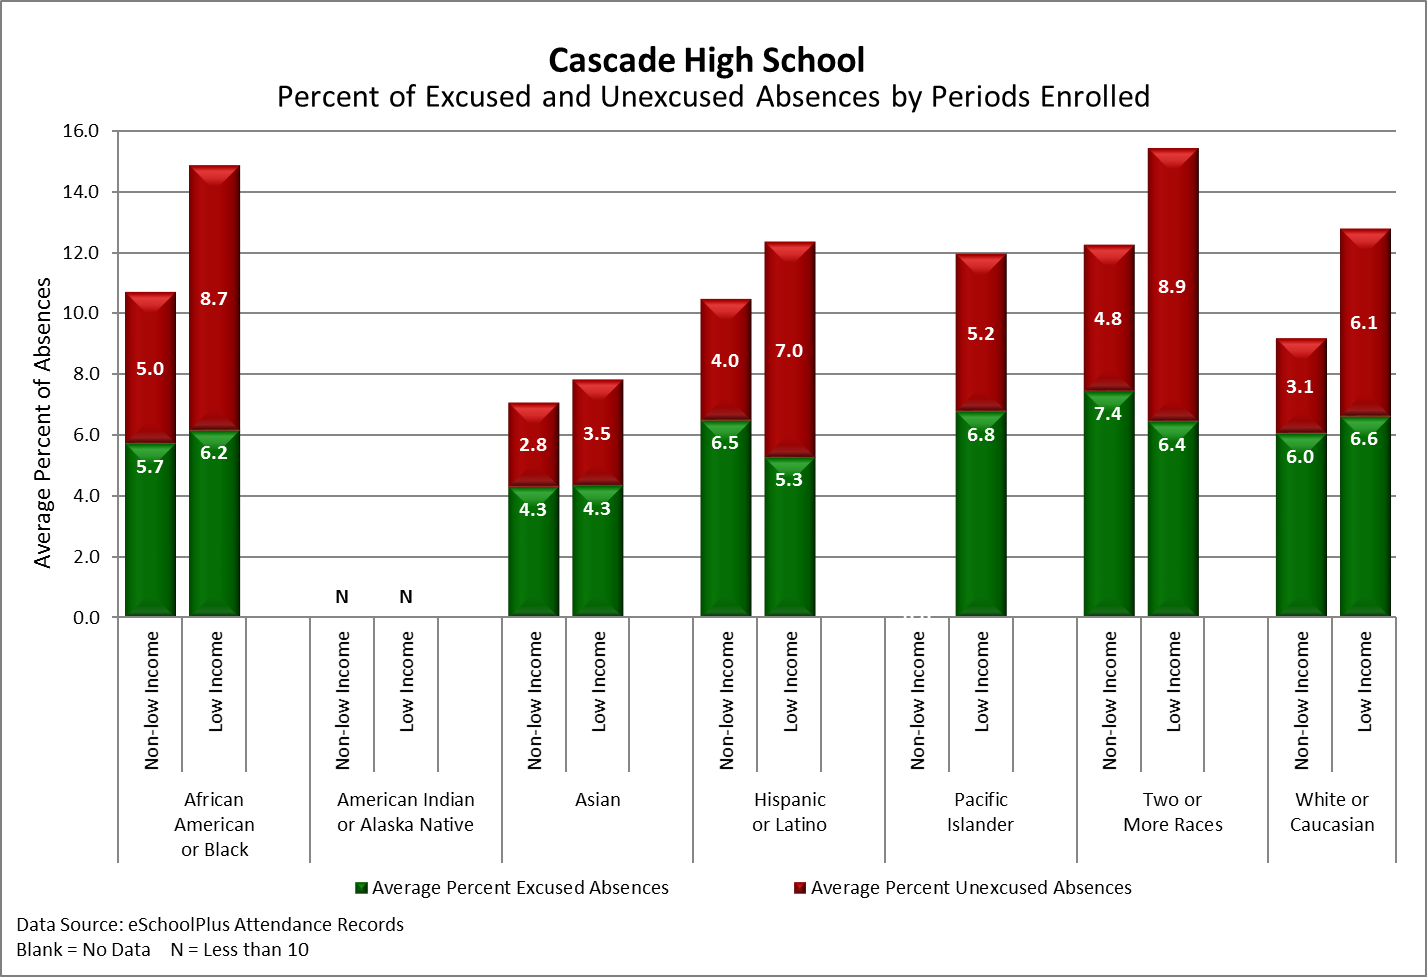 Cascade High School
Percent of Excused and Unexcused Absences by Periods Enrolled
Average Percent of Absences
16.0
14.0
12.0
10.0
8.0
6.0
4.0
2.0
0.0
5.0
5.7
8.7
6.2
N
N
2.8
4.3
3.5
4.3
4.0
6.5
7.0
5.3
5.2
6.8
4.8
7.4
8.9
6.4
3.1
6.0
6.1
6.6
Non-low Income
Low Income
Non-low Income
Low Income
Non-low Income
Low Income
Non-low Income
Low Income
Non-low Income
Low Income
Non-low Income
Low Income
Non-low Income
Low Income
African
American
or Black
American Indian
or Alaska Native
Asian
Hispanic
or Latino
Pacific
Islander
Two or
More Races
White or
Caucasian
Average Percent Excused Absences
Average Percent Unexcused Absences
Data Source: eSchoolPlus Attendance Records
Blank = No Data    N = Less than 10